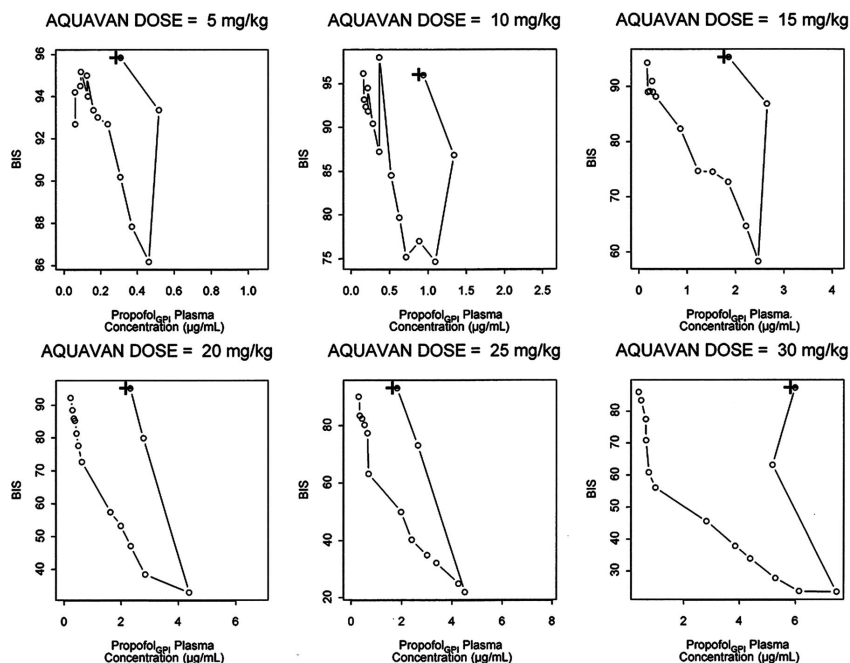 AQUAVAN DOSE = 5 mg/kg
AQUAVAN DOSE = 10 mg/kg
AQUAVAN DOSE = 15 mg/kg
BIS
96
94
92
90
88
86
0.0 0.2 0.4 0.6 0.8 1.0
Propofol_GPI Plasma
Concentration (µg/mL)
BIS
95
90
85
80
75
0.0 0.5 1.0 1.5 2.0 2.5
Propofol_GPI Plasma
Concentration (µg/mL)
BIS
90
80
70
60
0 1 2 3 4
Propofol_GPI Plasma.
Concentration (µg/mL)
AQUAVAN DOSE = 20 mg/kg
AQUAVAN DOSE = 25 mg/kg
AQUAVAN DOSE = 30 mg/kg
BIS
90
80
70
60
50
40
0 2 4 6
Propofol_GPI Plasma
Concentration (µg/mL)
BIS
80
60
40
20
0 2 4 6 8
Propofol_GPI Plasma
Concentration (µg/mL)
BIS
80
70
60
50
40
30
2 4 6
Propofol_GPI Plasma
Concentration (µg/mL)